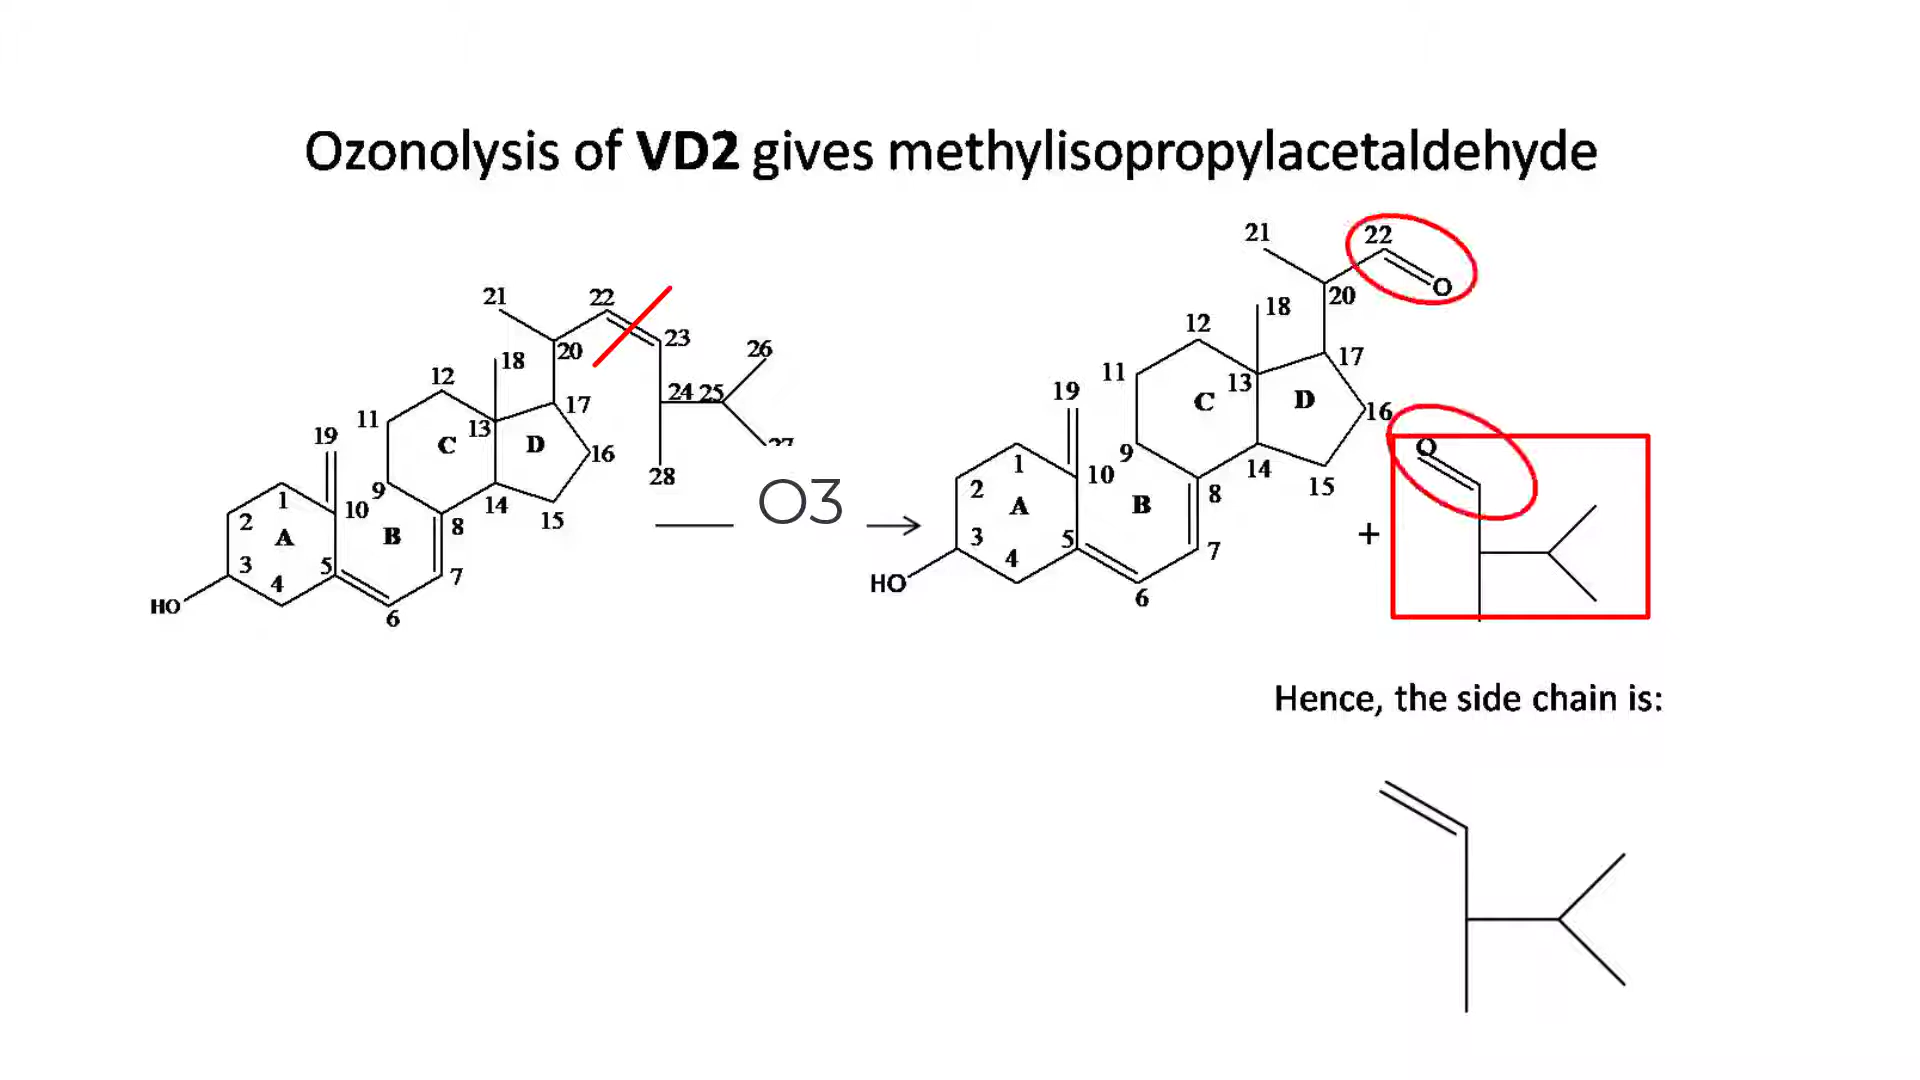 Ozonolysis of VD2 gives methylisopropylacetaldehyde
21 22 23 26
20
18
12 24 25
11 17 27
19 13 C D 16
28
1 9 14
2 10 8 15
A B
3 5 7
4
HO 6
O3
21 22
O
20
18
12
17
11 13
19 C D 16
9
1 10 14 15
2 8
A B
3 5 7
4
HO 6
+
O
Hence, the side chain is: